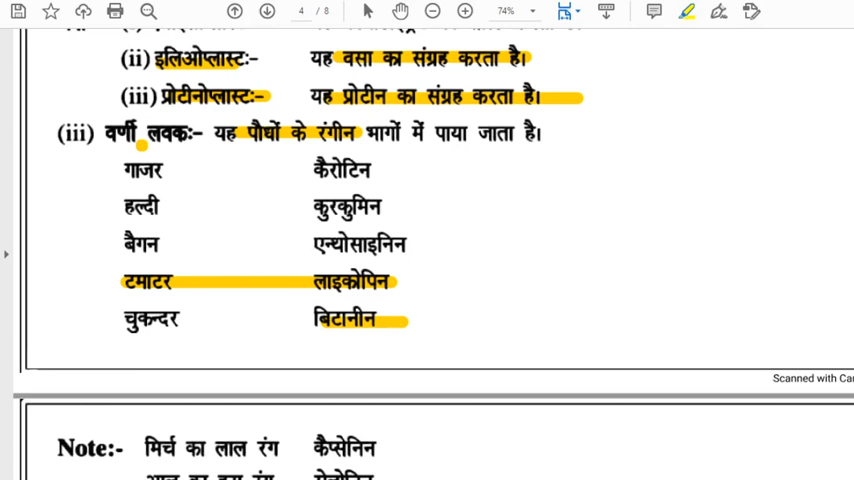 4 / 8
74%
(ii) इलिओप्लास्टः- यह वसा का संग्रह करता है।
(iii) प्रोटीनोप्लास्टः- यह प्रोटीन का संग्रह करता है।
(iii) वर्णी लवकः- यह पौधों के रंगीन भागों में पाया जाता है।
गाजर कैरोटिन
हल्दी कुरकुमिन
बैगन एन्थोसाइनिन
टमाटर लाइकोपिन
चुकन्दर बिटानीन
Scanned with Ca
Note:- मिर्च का लाल रंग कैप्सेनिन